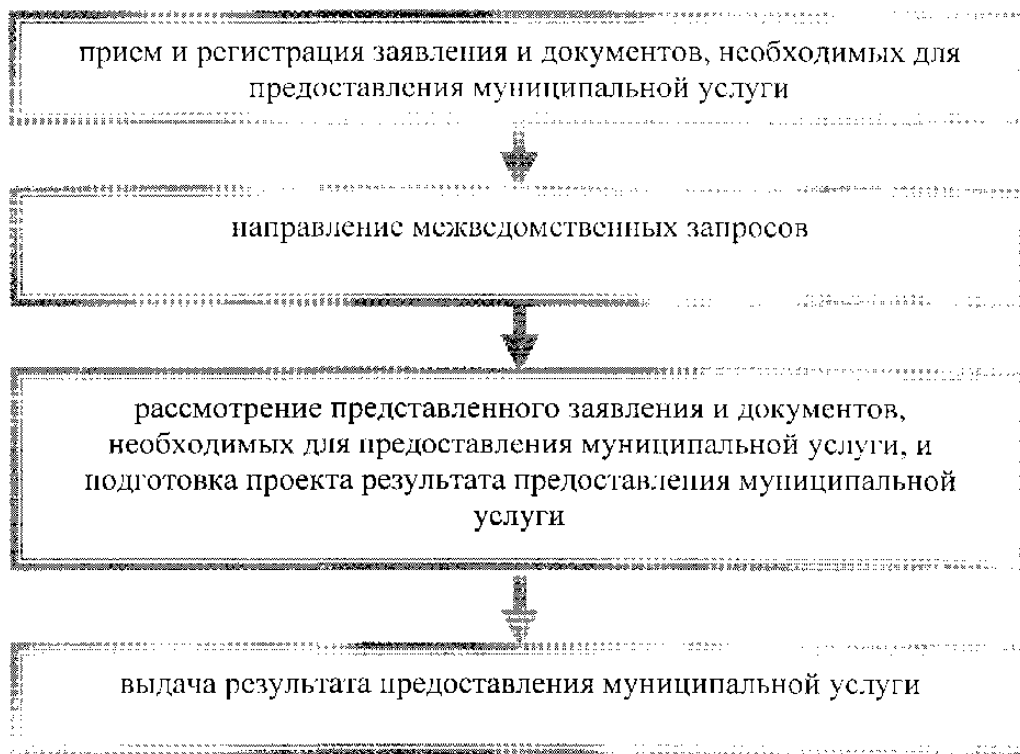 прием и регистрация заявления и документов, необходимых для
предоставления муниципальной услуги
направление межведомственных запросов
рассмотрение представленного заявления и документов,
необходимых для предоставления муниципальной услуги, и
подготовка проекта результата предоставления муниципальной
услуги
выдача результата предоставления муниципальной услуги